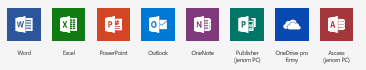 Word Excel PowerPoint Outlook OneNote Publisher OneDrive pro Access
(jenom PC) firmy (jenom PC)